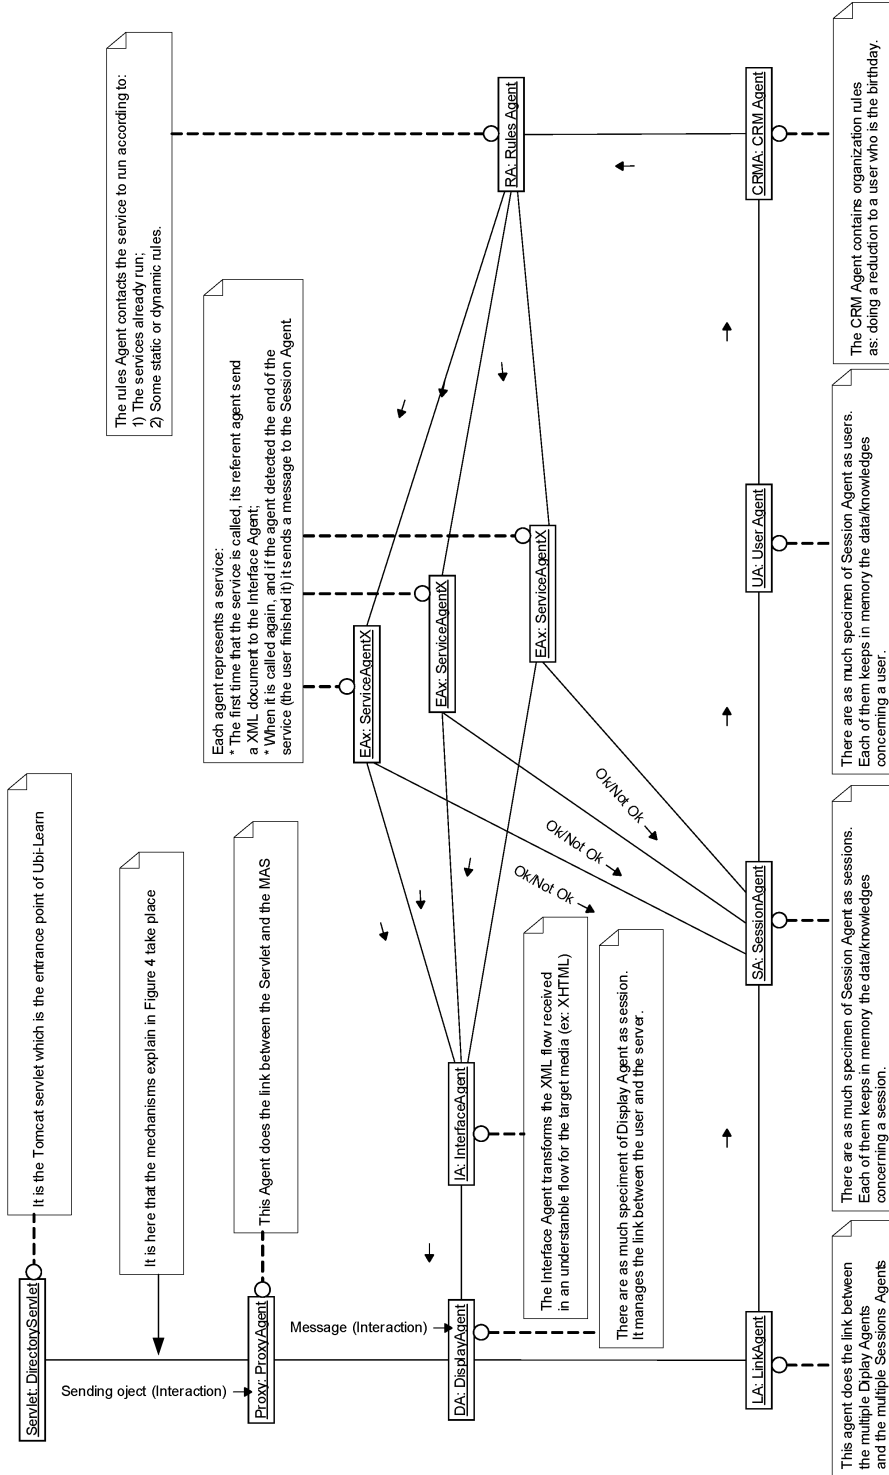 Servlet: DirectoryServlet
It is the Tomcat servlet which is the entrance point of Ubi-Learn
It is here that the mechanisms explain in Figure 4 take place
Sending oject (Interaction)
Proxy: ProxyAgent
This Agent does the link between the Servlet and the MAS
Message (Interaction)
DA: DisplayAgent
There are as much speciment of Display Agent as session.
It manages the link between the user and the server.
IA: InterfaceAgent
The Interface Agent transforms the XML flow received
in an understanble flow for the target media (ex: XHTML)
Each agent represents a service:
* The first time that the service is called, its referent agent send
a XML document to the Interface Agent;
* When it is called again, and if the agent detected the end of the
service (the user finished it) it sends a message to the Session Agent.
EAx: ServiceAgentX
EAx: ServiceAgentX
EAx: ServiceAgentX
Ok/Not Ok
Ok/Not Ok
Ok/Not Ok
The rules Agent contacts the service to run according to:
1) The services already run;
2) Some static or dynamic rules.
RA: Rules Agent
LA: LinkAgent
This agent does the link between
the multiple Diplay Agents
and the multiple Sessions Agents
SA: SessionAgent
There are as much specimen of Session Agent as sessions.
Each of them keeps in memory the data/knowledges
concerning a session.
UA: User Agent
There are as much specimen of Session Agent as users.
Each of them keeps in memory the data/knowledges
concerning a user.
CRMA: CRM Agent
The CRM Agent contains organization rules
as: doing a reduction to a user who is the birthday.